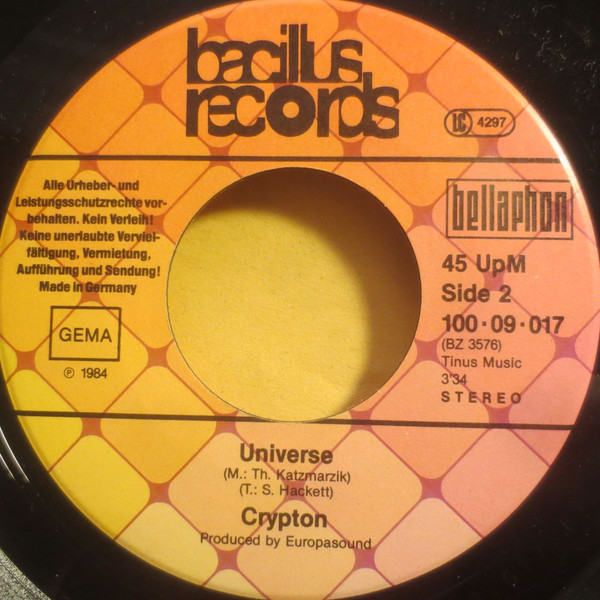 bacillus
records
LC 4297
Alle Urheber- und
Leistungsschutzrechte vor-
behalten. Kein Verleih!
Keine unerlaubte Verviel-
fältigung, Vermietung,
Aufführung und Sendung!
Made in Germany
GEMA
℗ 1984
bellaphon
45 UpM
Side 2
100·09·017
(BZ 3576)
Tinus Music
3'34
STEREO
Universe
(M.: Th. Katzmarzik)
(T.: S. Hackett)
Crypton
Produced by Europasound